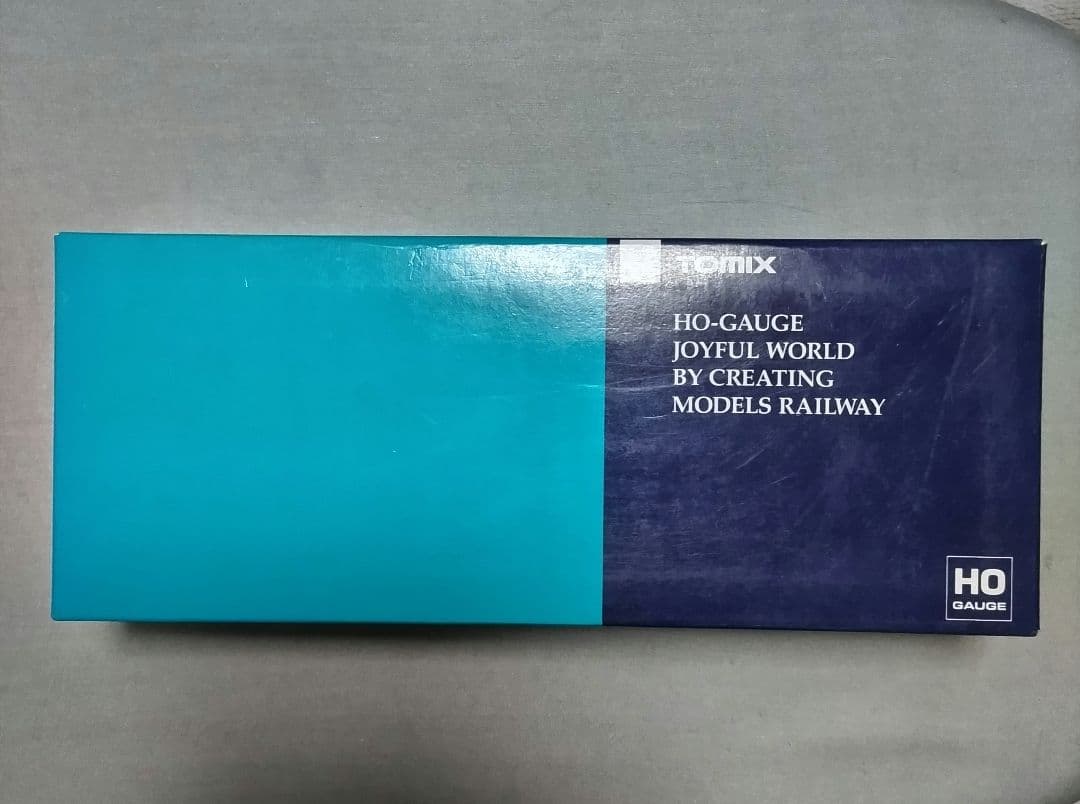 TOMIX
HO-GAUGE
JOYFUL WORLD
BY CREATING
MODELS RAILWAY
HO
GAUGE